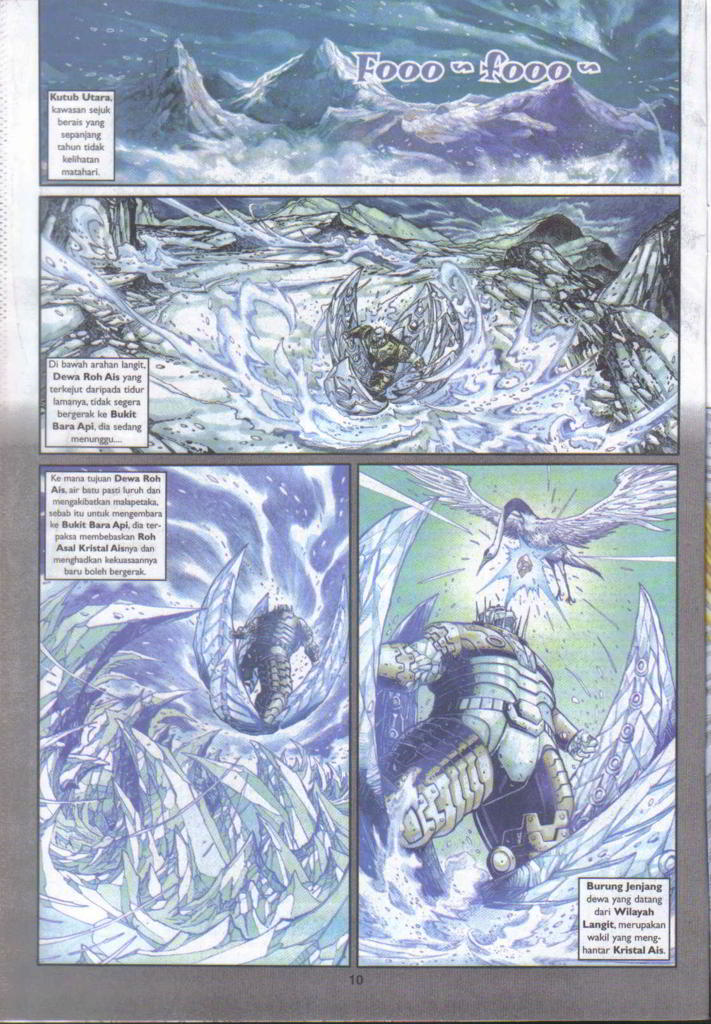 Fooo ~ fooo ~
Kutub Utara,
kawasan sejuk
berais yang
sepanjang
tahun tidak
kelihatan
matahari.
Di bawah arahan langit,
Dewa Roh Ais yang
terkejut daripada tidur
lamanya, tidak segera
bergerak ke Bukit
Bara Api, dia sedang
menunggu....
Ke mana tujuan Dewa Roh
Ais, air batu pasti luruh dan
mengakibatkan malapetaka,
sebab itu untuk mengembara
ke Bukit Bara Api, dia ter-
paksa membebaskan Roh
Asal Kristal Aisnya dan
menghadkan kekuasaannya
baru boleh bergerak.
Burung Jenjang
dewa yang datang
dari Wilayah
Langit, merupakan
wakil yang meng-
hantar Kristal Ais.
10